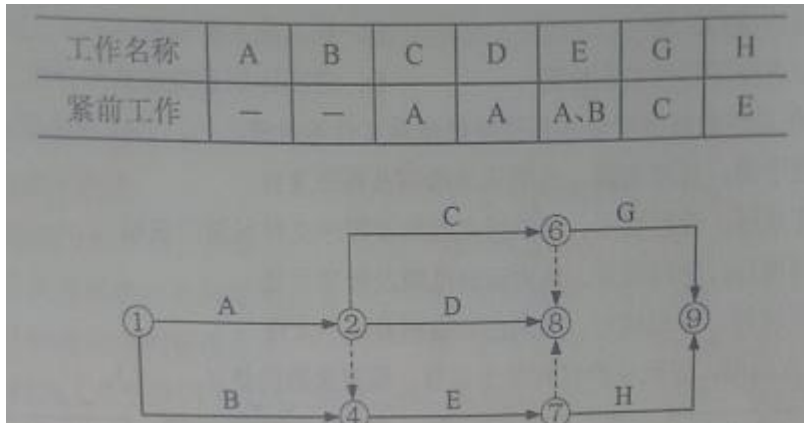 工作名称 A B C D E G H
紧前工作 — — A A A、B C E
C ⑥ G
① A ② D ⑧ ⑨
B ④ E ⑦ H